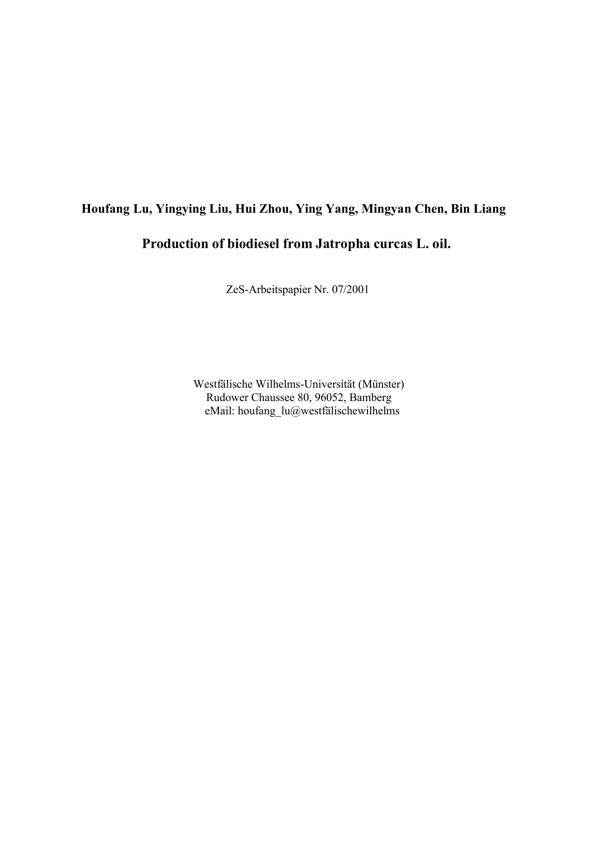 Houfang Lu, Yingying Liu, Hui Zhou, Ying Yang, Mingyan Chen, Bin Liang
Production of biodiesel from Jatropha curcas L. oil.
ZeS-Arbeitspapier Nr. 07/2001
Westfälische Wilhelms-Universität (Münster)
Rudower Chaussee 80, 96052, Bamberg
eMail: houfang_lu@westfälischewilhelms